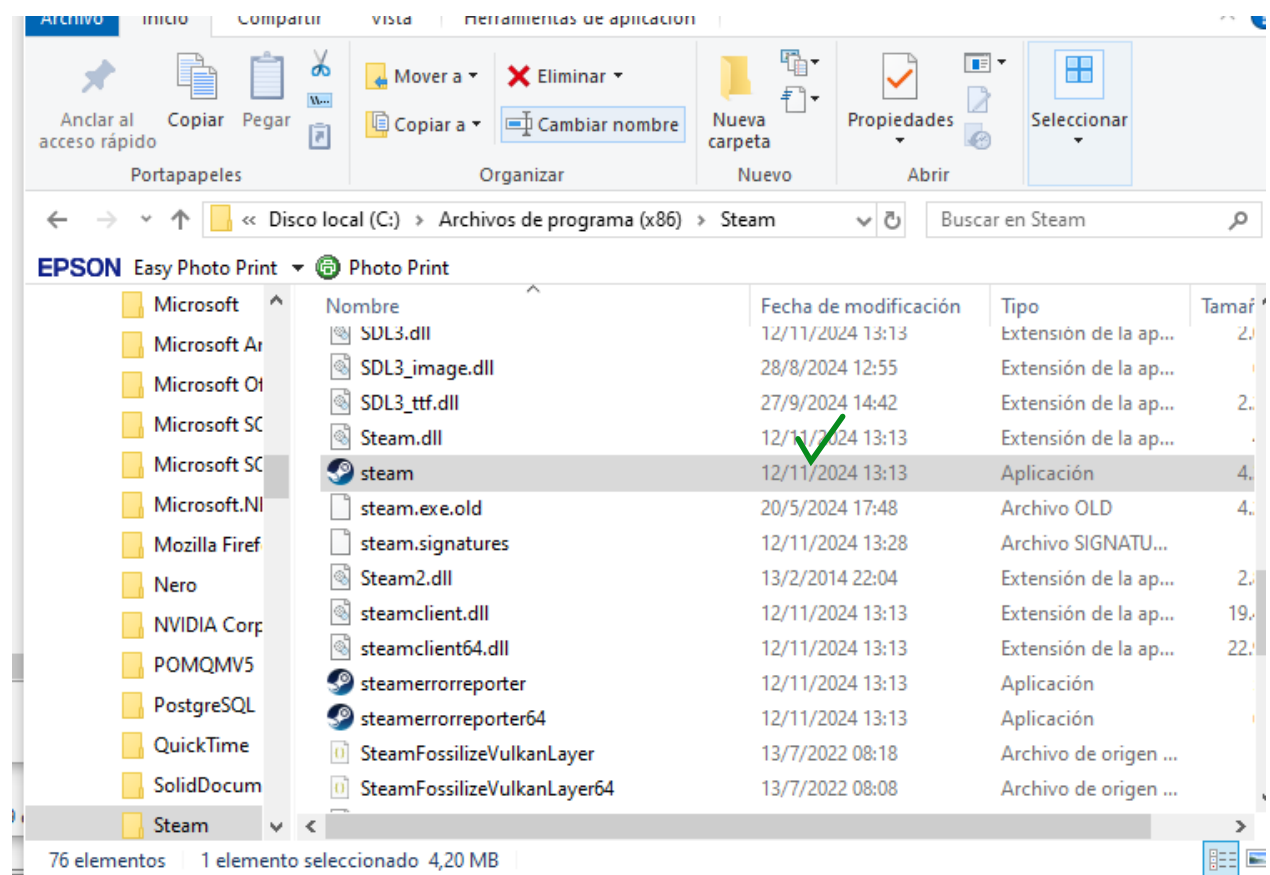 Archivo Inicio Compartir Vista Herramientas de aplicación
Anclar al acceso rápido
Copiar
Pegar
Mover a
Copiar a
Eliminar
Cambiar nombre
Nueva carpeta
Propiedades
Seleccionar
Portapapeles Organizar Nuevo Abrir
« Disco local (C:) > Archivos de programa (x86) > Steam
Buscar en Steam
EPSON Easy Photo Print Photo Print
Microsoft
Microsoft
Microsoft
Microsoft
Microsoft
Mozilla
Nero
NVIDIA
POMQMV5
PostgreSQL
QuickTime
Steam
Nombre Fecha de modificación Tipo
SDL3.dll 12/11/2024 13:13 Extensión de la ap...
SDL3_image.dll 28/8/2024 12:55 Extensión de la ap...
SDL3_ttf.dll 27/9/2024 14:42 Extensión de la ap...
Steam.dll 12/11/2024 13:13 Extensión de la ap...
steam 12/11/2024 13:13 Aplicación
steam.exe.old 20/5/2024 17:48 Archivo OLD
steam.signatures 12/11/2024 13:28 Archivo SIGNATU...
Steam2.dll 13/2/2014 22:04 Extensión de la ap...
steamclient.dll 12/11/2024 13:13 Extensión de la ap...
steamclient64.dll 12/11/2024 13:13 Extensión de la ap...
steamerrorreporter 12/11/2024 13:13 Aplicación
steamerrorreporter64 12/11/2024 13:13 Aplicación
SteamFossilizeVulkanLayer 13/7/2022 08:18 Archivo de origen ...
SteamFossilizeVulkanLayer64 13/7/2022 08:08 Archivo de origen ...
76 elementos 1 elemento seleccionado 4,20 MB